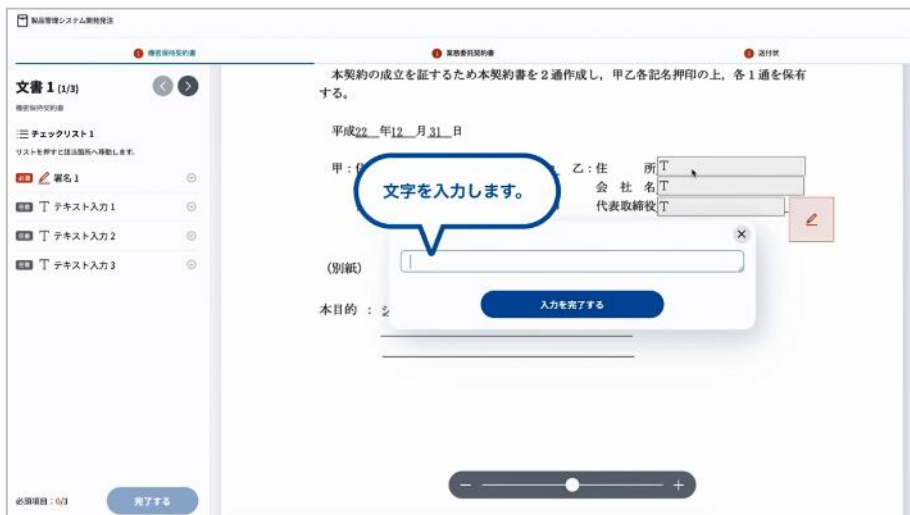 製品管理システム開発発注
1 機密保持契約書
1 業務委託契約書
1 送付状
文書 1 (1/3)
機密保持契約書
チェックリスト 1
リストを押すと該当箇所へ移動します。
必須 署名 1
任意 T テキスト入力 1
任意 T テキスト入力 2
任意 T テキスト入力 3
必須項目:0/3
完了する
本契約の成立を証するため本契約書を2通作成し,甲乙各記名押印の上,各1通を保有
する。
平成22 年12 月31 日
甲:住
乙:住 所 T
会 社 名 T
代表取締役 T
文字を入力します。
入力を完了する
(別紙)
本目的 : シ